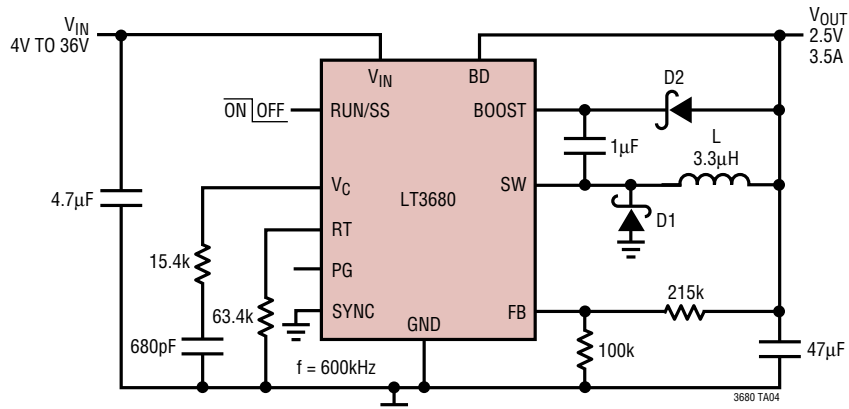 VIN
4V TO 36V
VOUT
2.5V
3.5A
VIN
BD
D2
ON OFF
RUN/SS
BOOST
L
3.3µH
1µF
VC
SW
4.7µF
LT3680
D1
RT
15.4k
PG
215k
63.4k
SYNC
FB
GND
680pF
100k
47µF
f = 600kHz
3680 TA04